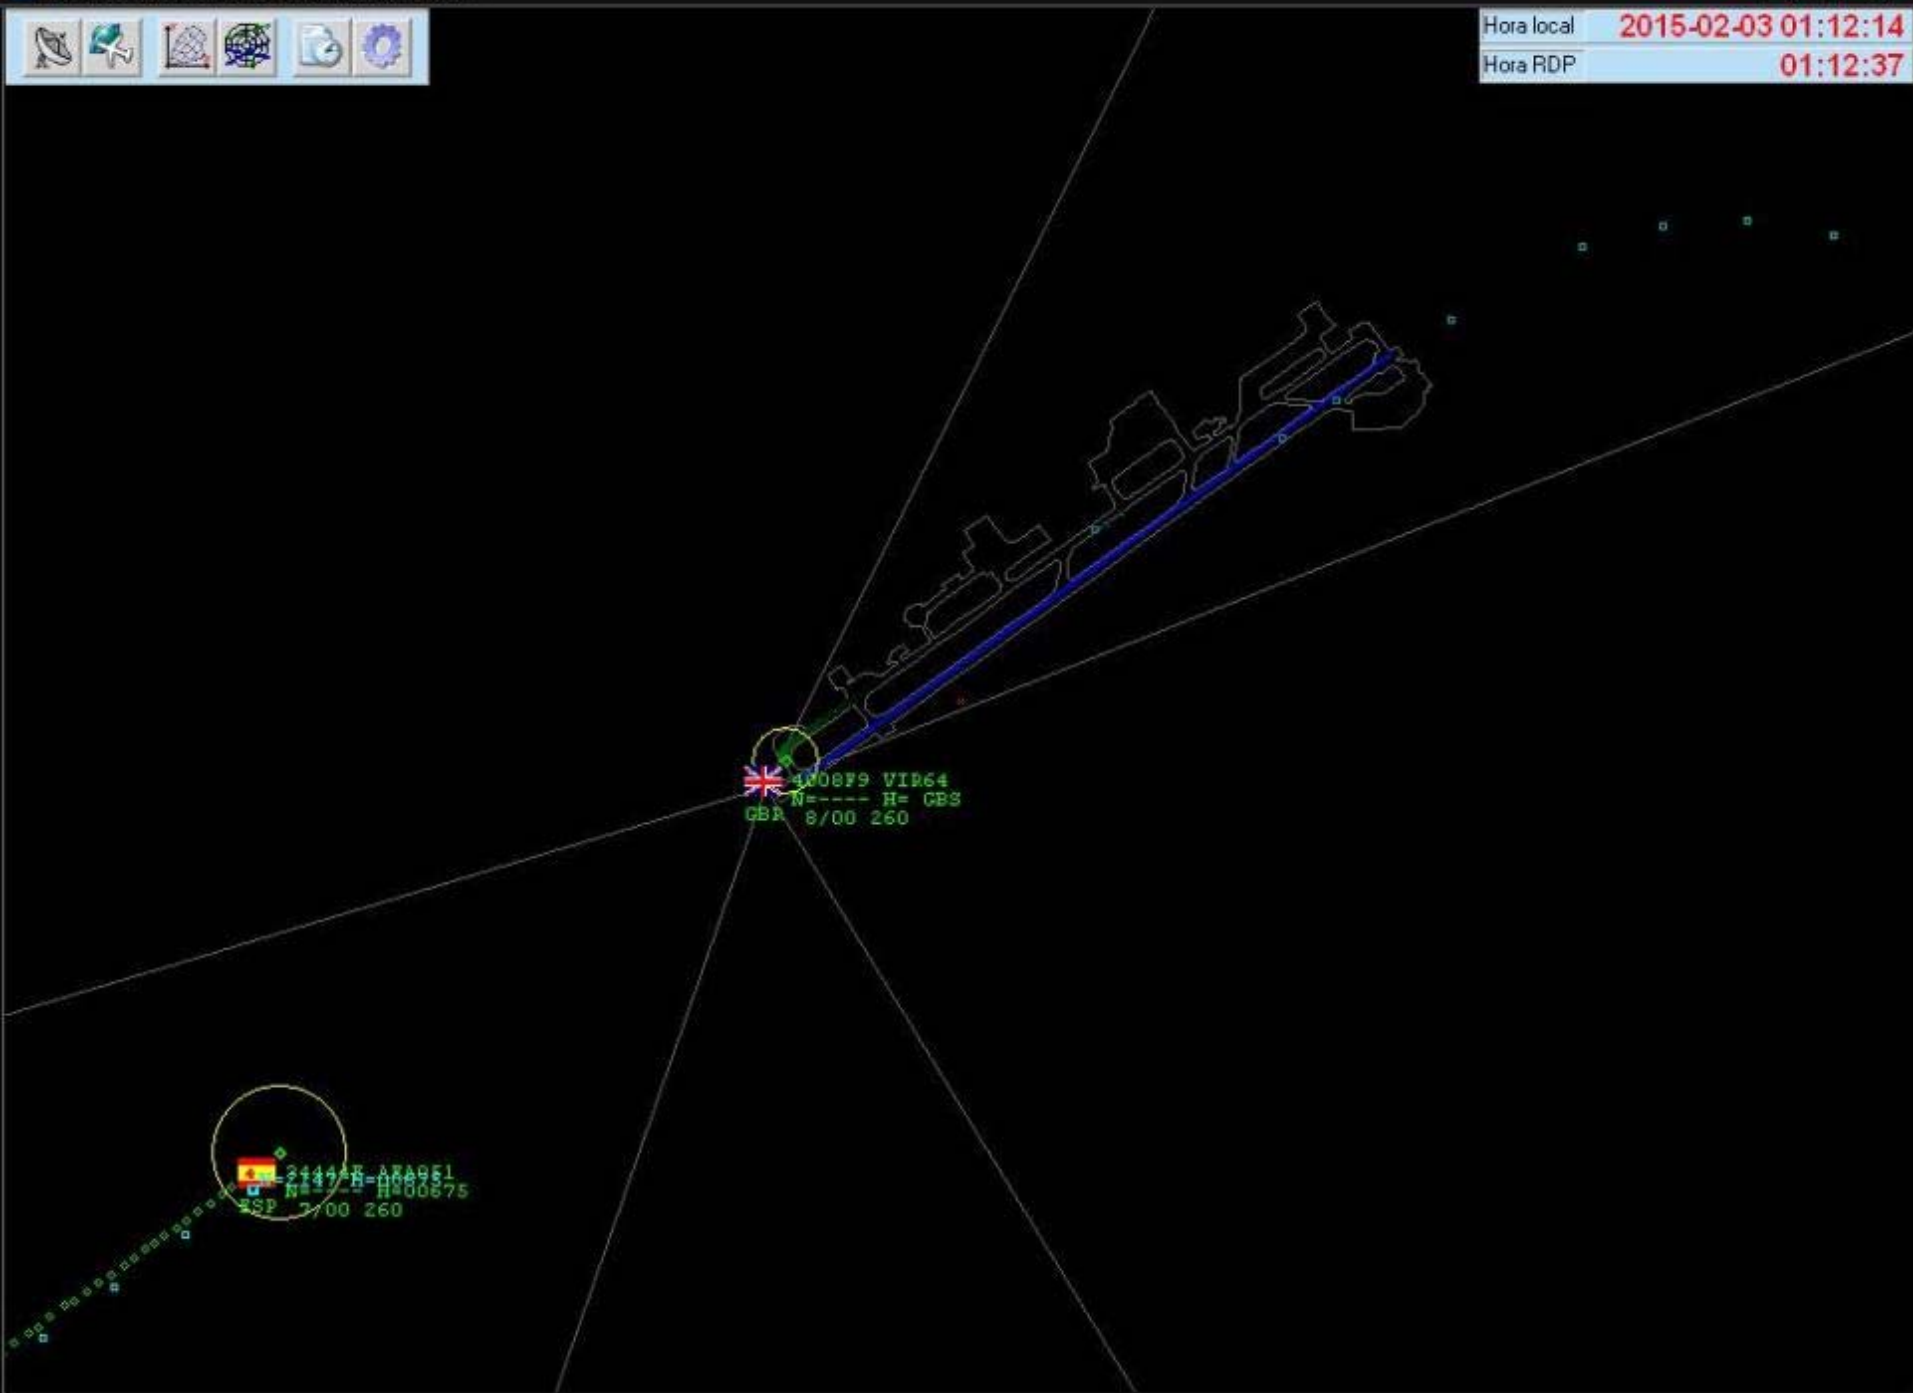 Hora local 2015-02-03 01:12:14
Hora RDP 01:12:37
4008F9 VIR64
N=---- H= GBS
GBR 8/00 260
N=---- H=00675
ESP 7/00 260